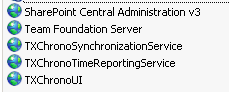 SharePoint Central Administration v3
Team Foundation Server
TXChronoSynchronizationService
TXChronoTimeReportingService
TXChronoUI